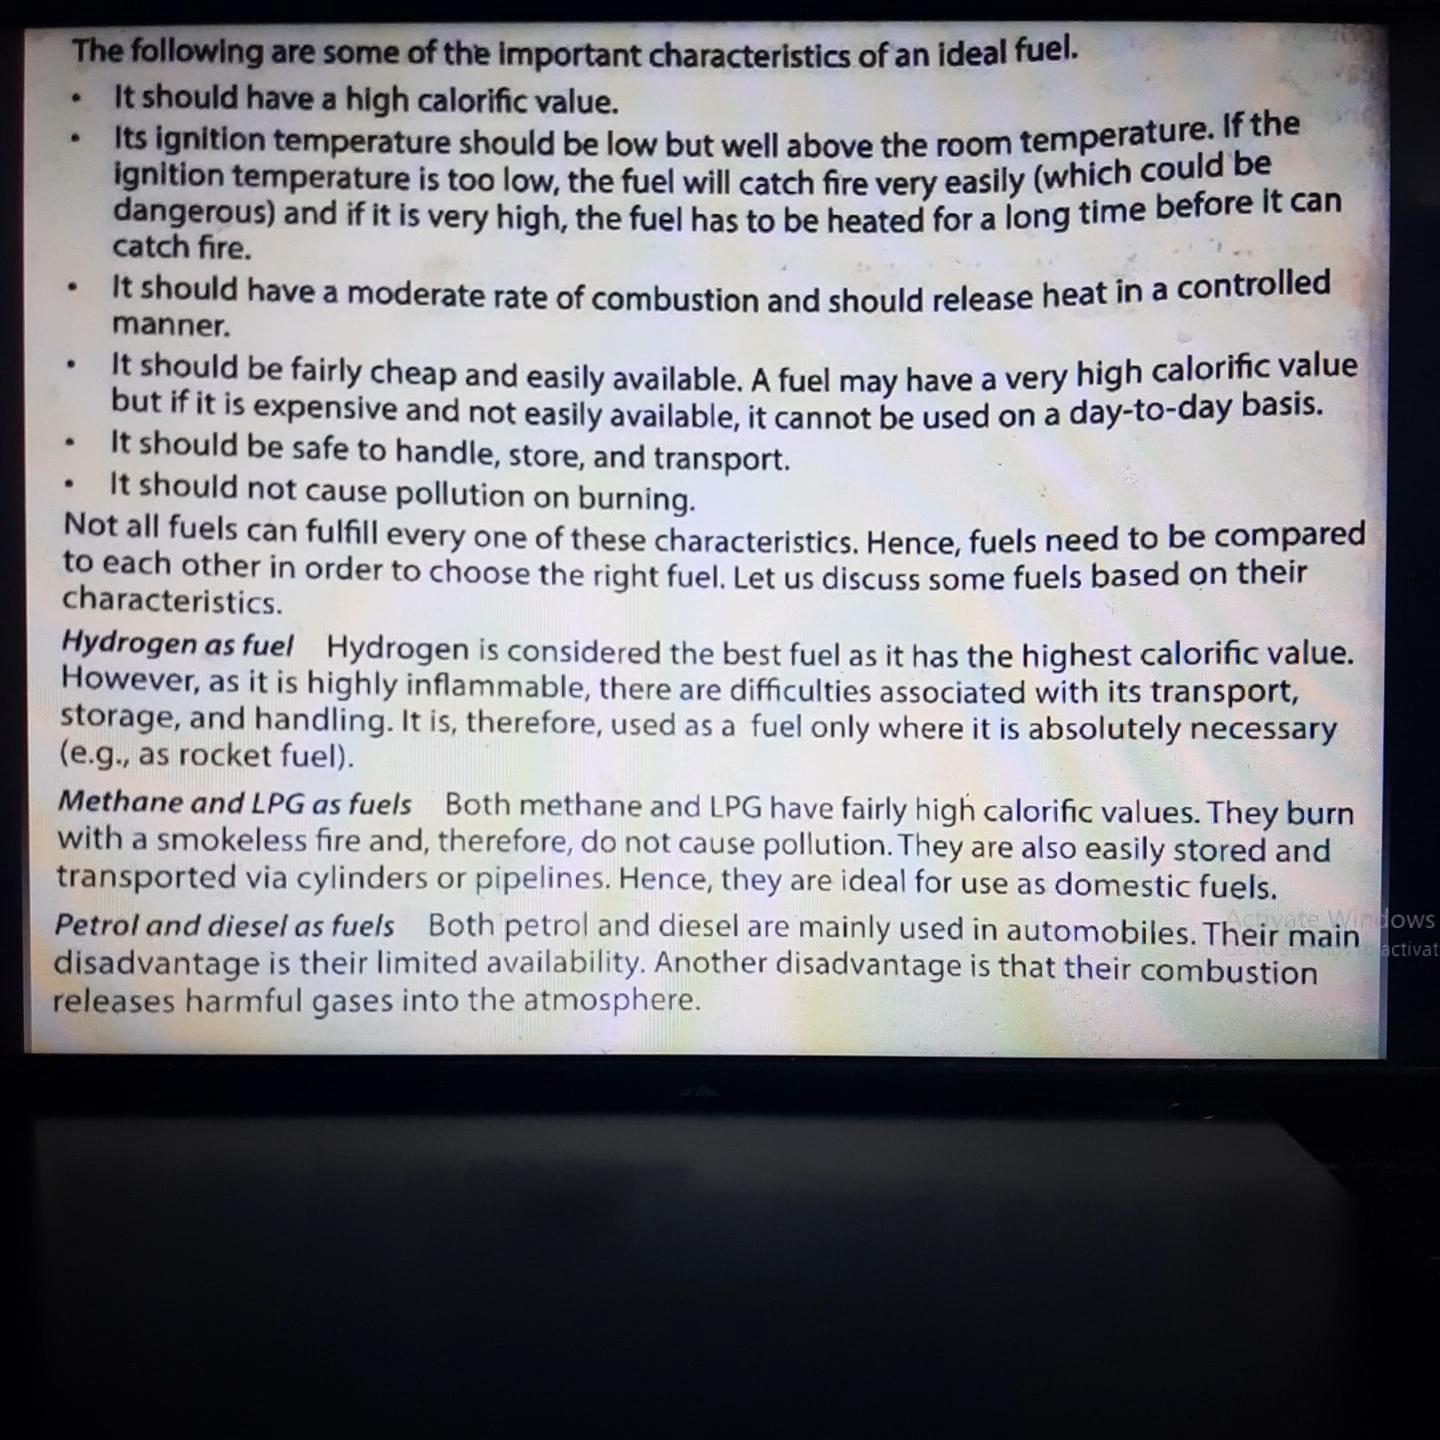 The following are some of the important characteristics of an ideal fuel.
• It should have a high calorific value.
• Its ignition temperature should be low but well above the room temperature. If the
ignition temperature is too low, the fuel will catch fire very easily (which could be
dangerous) and if it is very high, the fuel has to be heated for a long time before it can
catch fire.
• It should have a moderate rate of combustion and should release heat in a controlled
manner.
• It should be fairly cheap and easily available. A fuel may have a very high calorific value
but if it is expensive and not easily available, it cannot be used on a day-to-day basis.
• It should be safe to handle, store, and transport.
• It should not cause pollution on burning.
Not all fuels can fulfill every one of these characteristics. Hence, fuels need to be compared
to each other in order to choose the right fuel. Let us discuss some fuels based on their
characteristics.
Hydrogen as fuel Hydrogen is considered the best fuel as it has the highest calorific value.
However, as it is highly inflammable, there are difficulties associated with its transport,
storage, and handling. It is, therefore, used as a fuel only where it is absolutely necessary
(e.g., as rocket fuel).
Methane and LPG as fuels Both methane and LPG have fairly high calorific values. They burn
with a smokeless fire and, therefore, do not cause pollution. They are also easily stored and
transported via cylinders or pipelines. Hence, they are ideal for use as domestic fuels.
Petrol and diesel as fuels Both petrol and diesel are mainly used in automobiles. Their main
disadvantage is their limited availability. Another disadvantage is that their combustion
releases harmful gases into the atmosphere.
Activate Windows